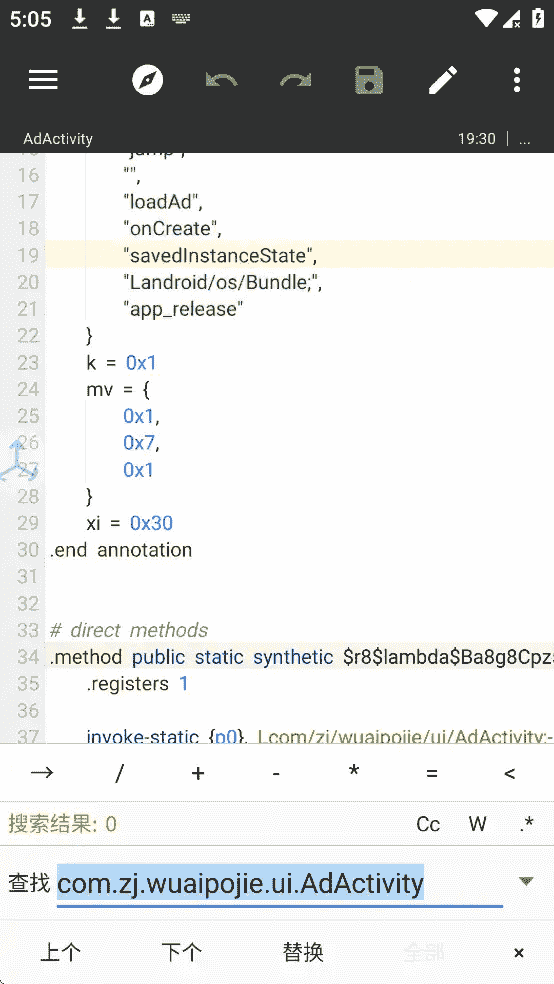 5:05
AdActivity 19:30 ...
16 "",
17 "loadAd",
18 "onCreate",
19 "savedInstanceState",
20 "Landroid/os/Bundle;",
21 "app_release"
22 }
23 k = 0x1
24 mv = {
25 0x1,
26 0x7,
27 0x1
28 }
29 xi = 0x30
30 .end annotation
31
32
33 # direct methods
34 .method public static synthetic $r8$lambda$Ba8g8Cpz
35 .registers 1
36
37 invoke-static {p0}, Lcom/zj/wuaipojie/ui/AdActivity;-
→ / + - * = <
搜索结果: 0 Cc W .*
查找 com.zj.wuaipojie.ui.AdActivity
上个 下个 替换 全部 ×